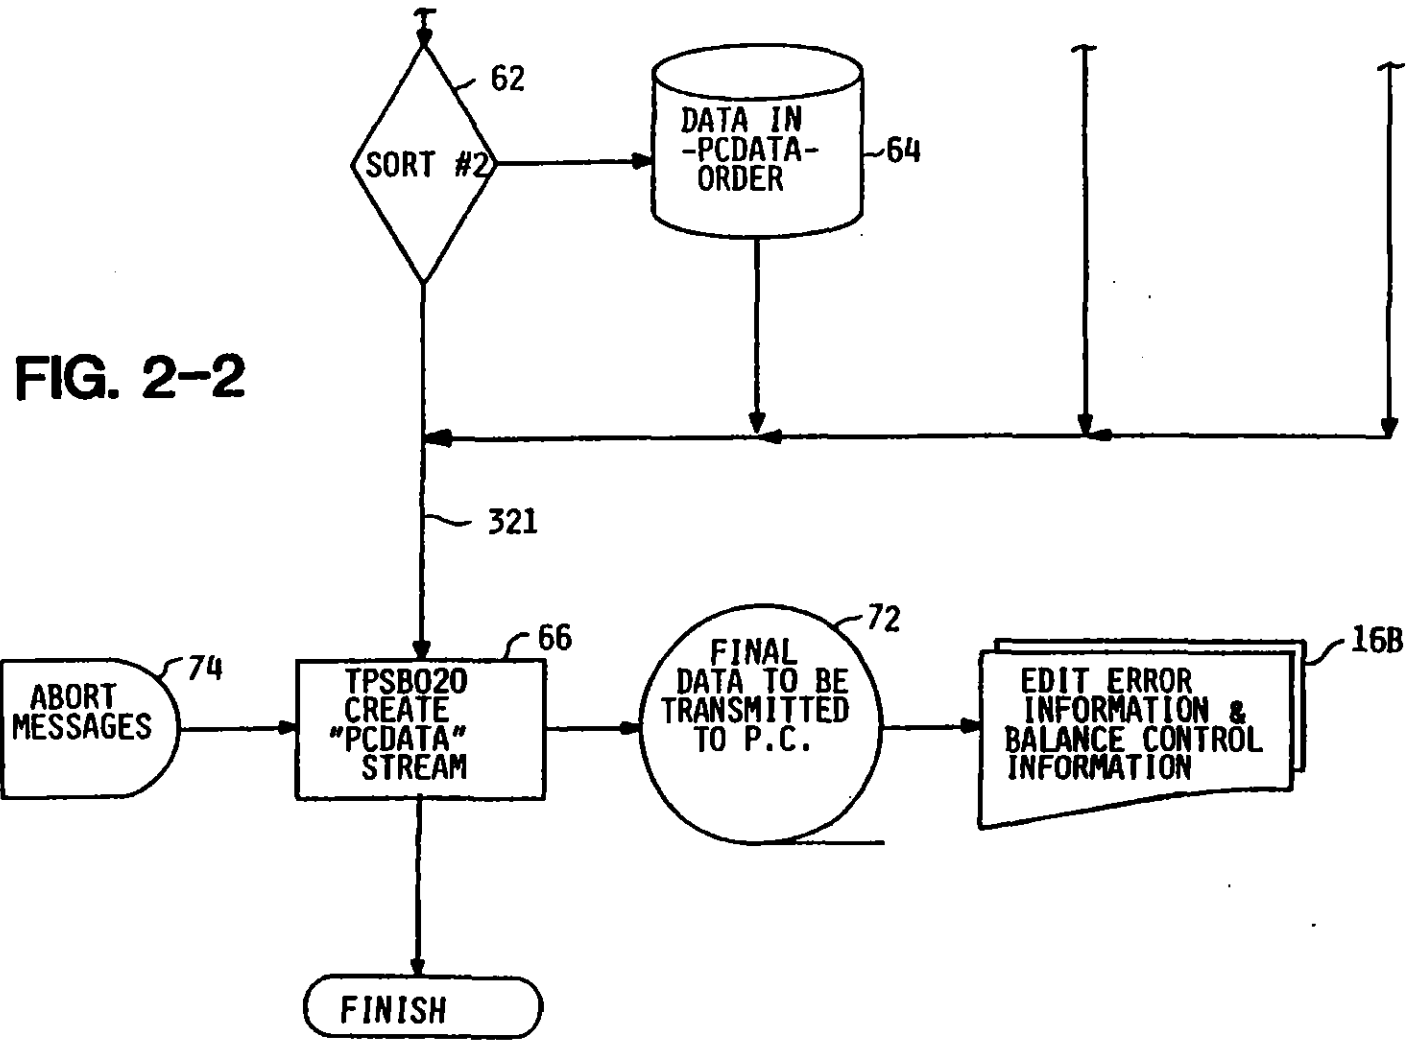 62
SORT #2
DATA IN
-PCDATA-
ORDER
64
FIG. 2-2
321
74
ABORT
MESSAGES
66
TPSB020
CREATE
"PCDATA"
STREAM
72
FINAL
DATA TO BE
TRANSMITTED
TO P.C.
16B
EDIT ERROR
INFORMATION &
BALANCE CONTROL
INFORMATION
FINISH